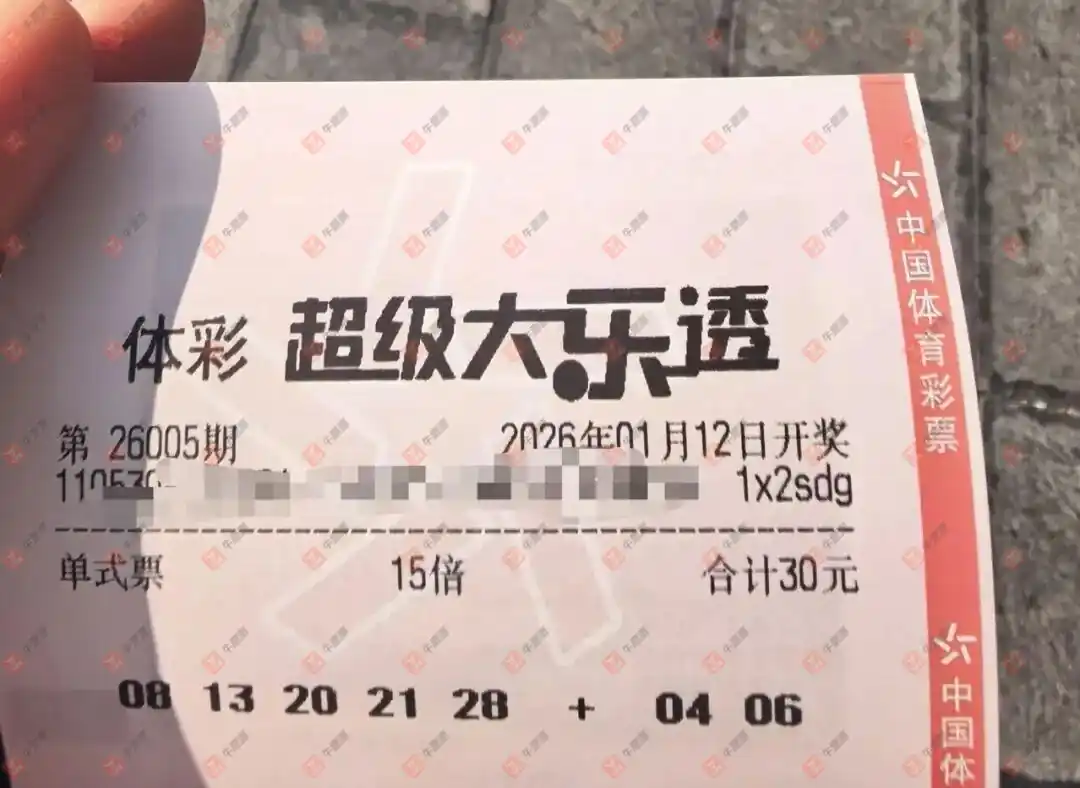 体彩 超级大乐透
第 26005期 2026年01月12日开奖
1x2sdg
单式票 15倍 合计30元
08 13 20 21 28 + 04 06
中国体育彩票
中国体